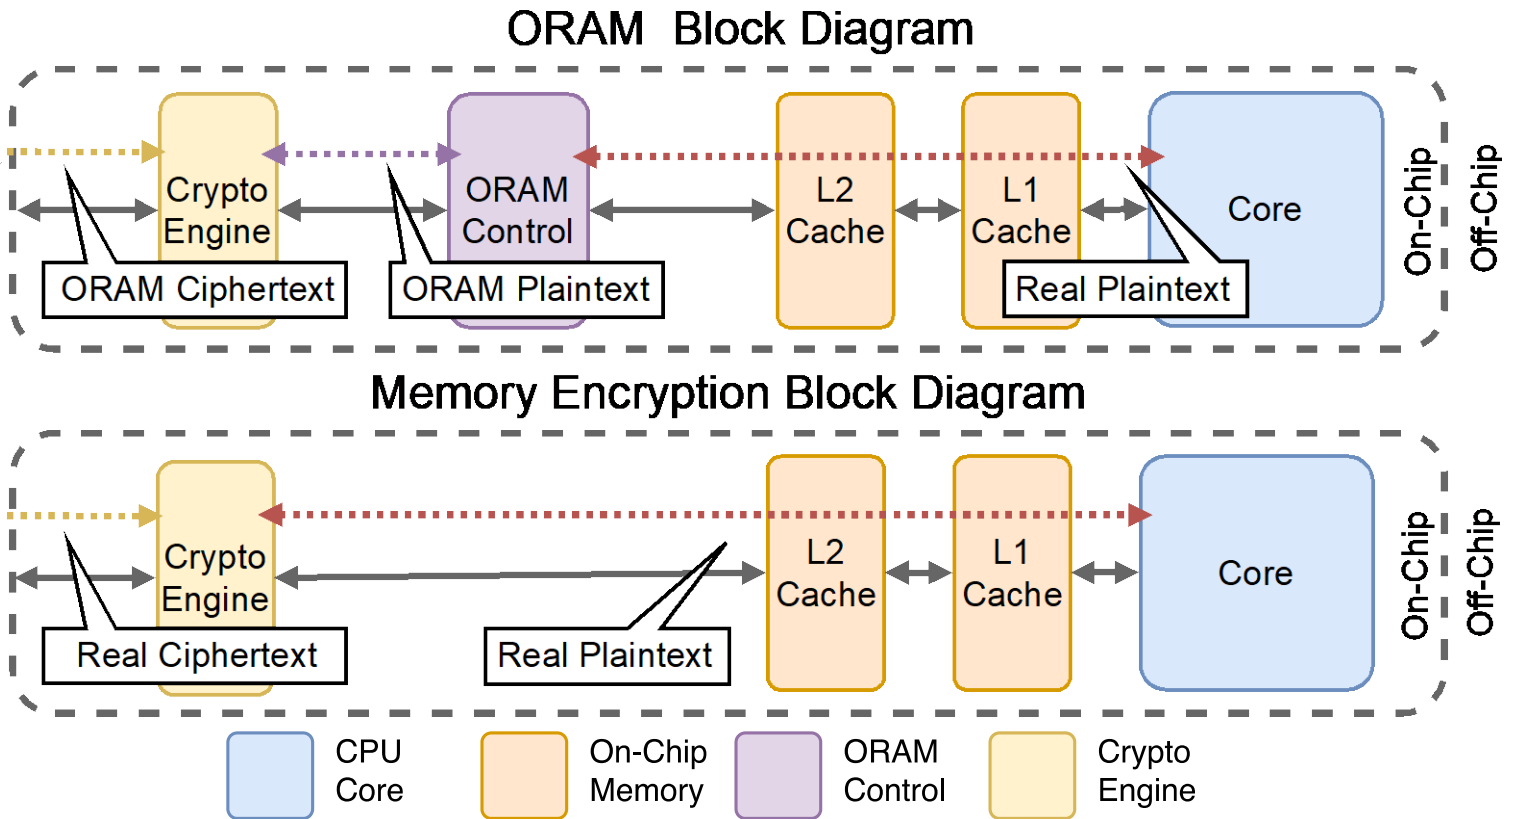 ORAM Block Diagram
Crypto
Engine
ORAM
Control
L2
Cache
L1
Cache
Core
On-Chip
Off-Chip
ORAM Ciphertext
ORAM Plaintext
Real Plaintext
Memory Encryption Block Diagram
Crypto
Engine
L2
Cache
L1
Cache
Core
On-Chip
Off-Chip
Real Ciphertext
Real Plaintext
CPU
Core
On-Chip
Memory
ORAM
Control
Crypto
Engine